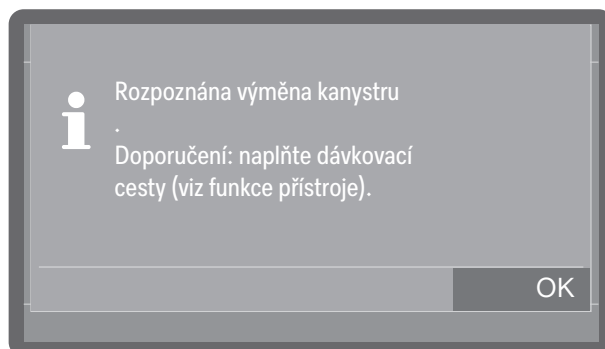 Rozpoznána výměna kanystru
.
Doporučení: naplňte dávkovací
cesty (viz funkce přístroje).
OK